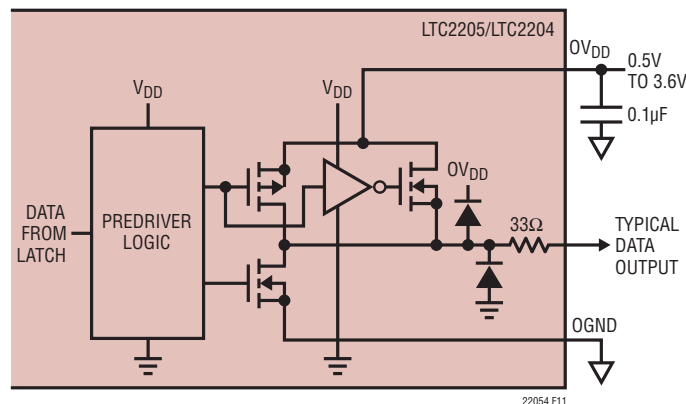 LTC2205/LTC2204
OVDD
0.5V
TO 3.6V
0.1µF
VDD
VDD
OVDD
DATA
FROM
LATCH
PREDRIVER
LOGIC
33Ω
TYPICAL
DATA
OUTPUT
OGND
22054 F11